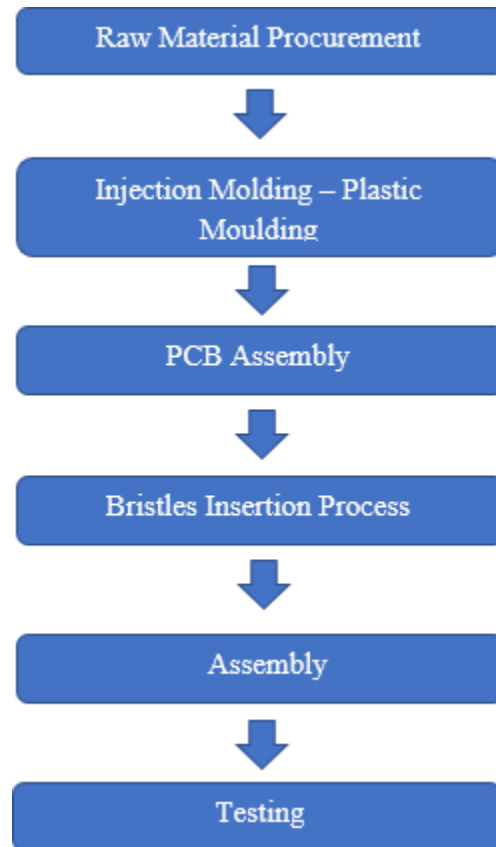 Raw Material Procurement
Injection Molding – Plastic
Moulding
PCB Assembly
Bristles Insertion Process
Assembly
Testing